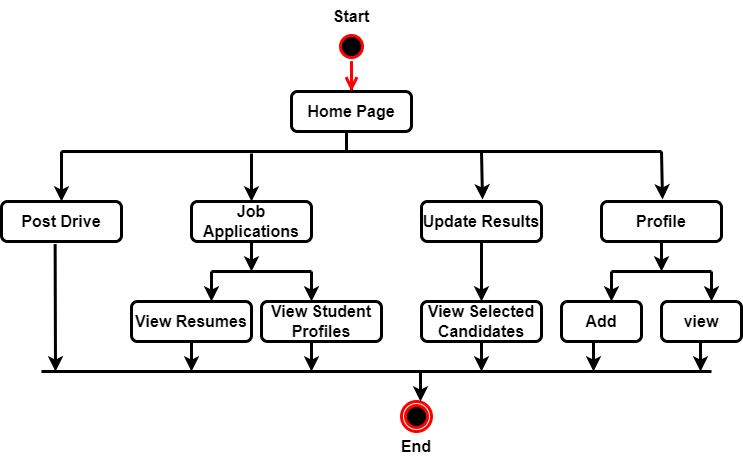 Start
Home Page
Post Drive
Job
Applications
Update Results
Profile
View Resumes
View Student
Profiles
View Selected
Candidates
Add
view
End